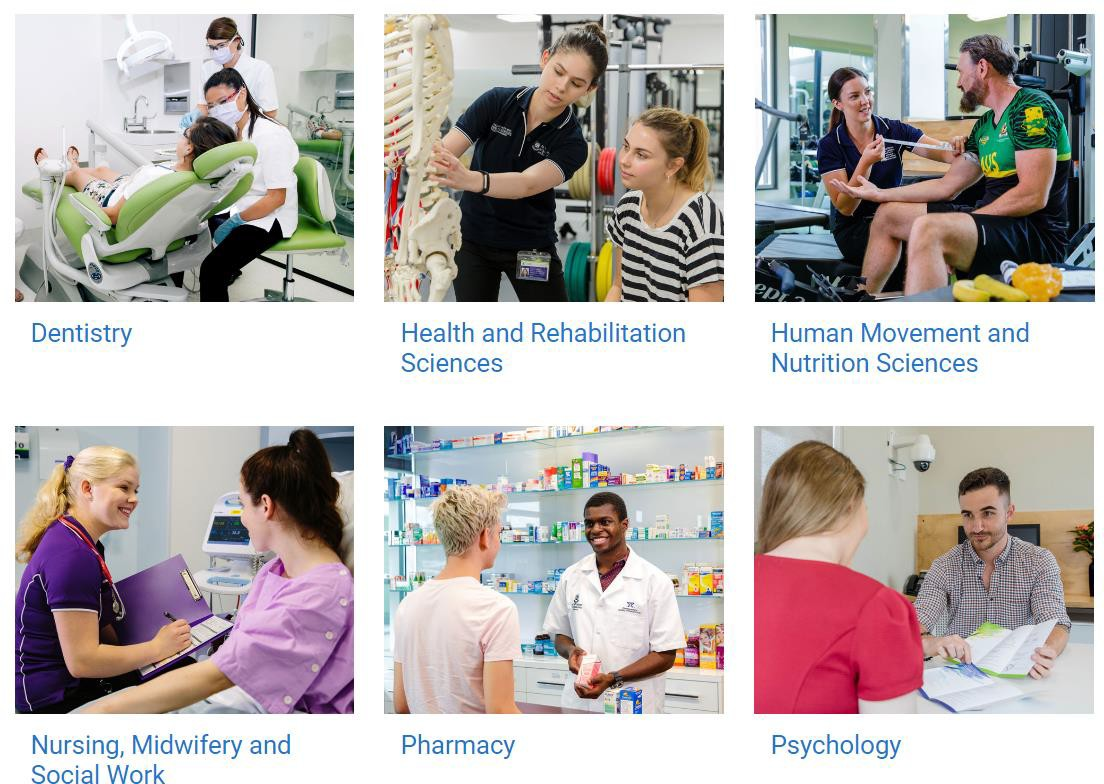 Dentistry
Health and Rehabilitation
Sciences
Human Movement and
Nutrition Sciences
Nursing, Midwifery and
Social Work
Pharmacy
Psychology